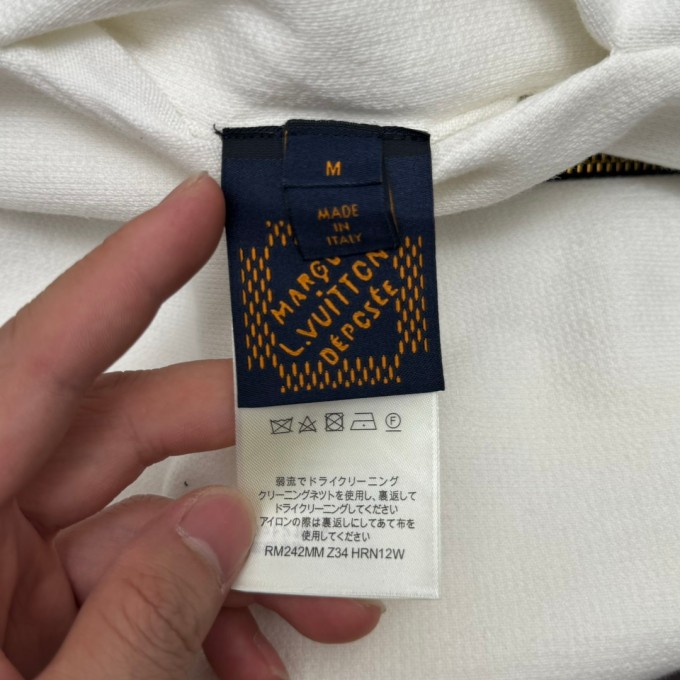 M
MADE
IN
ITALY
MARQU
L.VUITTON
DÉPOSÉE
弱流でドライクリーニング
クリーニングネットを使用し、裏返して
ドライクリーニングしてください
アイロンの際は裏返しにしてあて布を
使用してください
RM242MM Z34 HRN12W